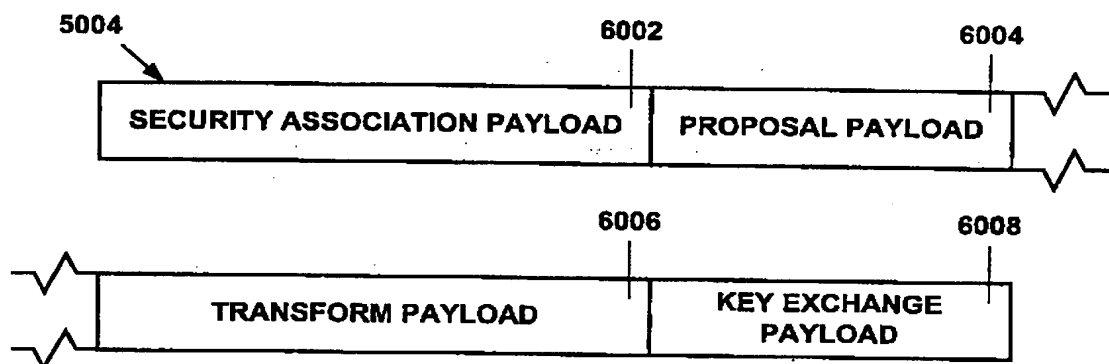 5004
6002
6004
SECURITY ASSOCIATION PAYLOAD
PROPOSAL PAYLOAD
6006
6008
TRANSFORM PAYLOAD
KEY EXCHANGE
PAYLOAD